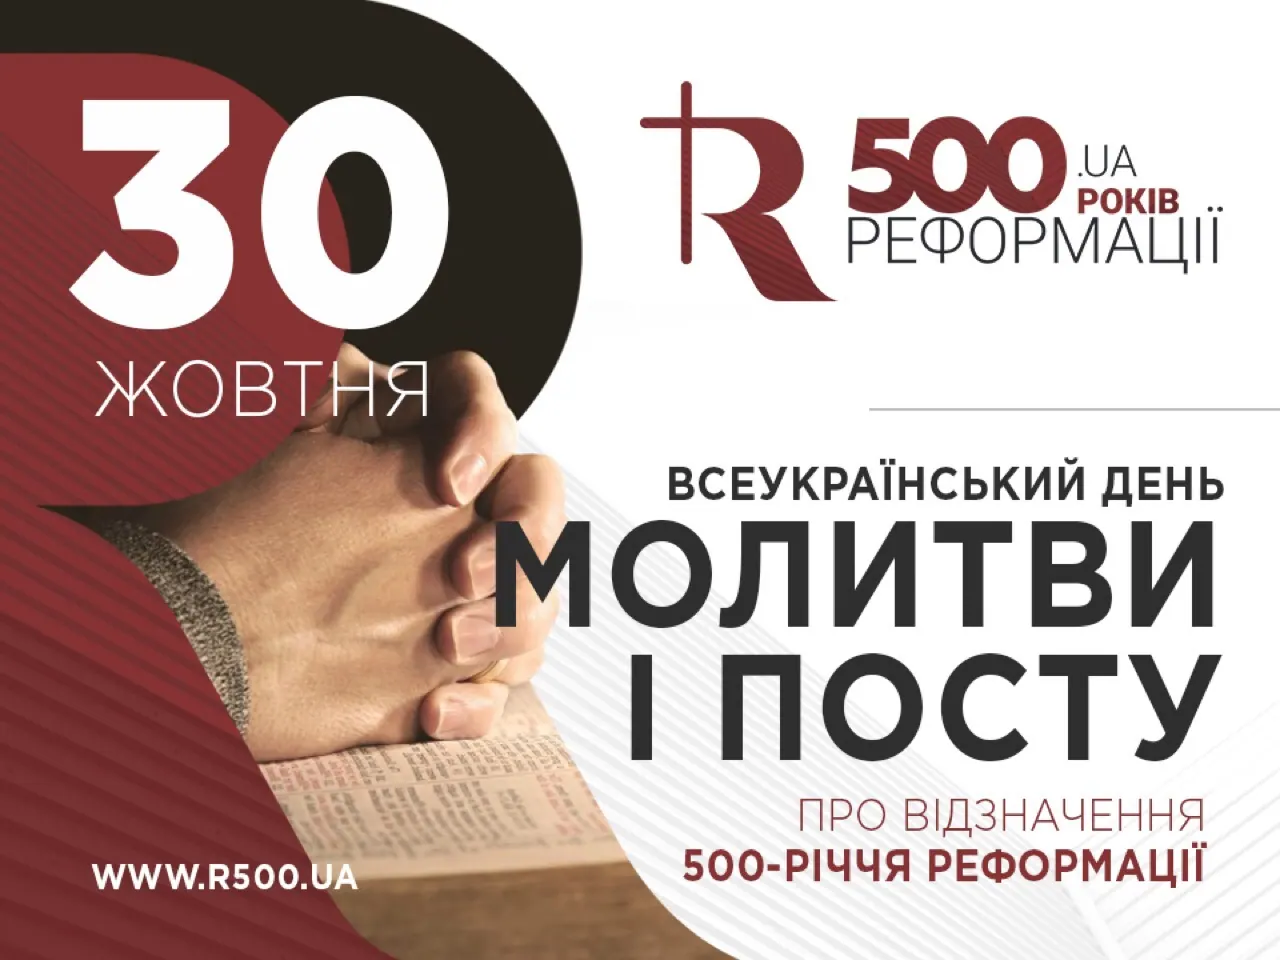 30
ЖОВТНЯ
R 500 .UA
РОКІВ
РЕФОРМАЦІЇ
ВСЕУКРАЇНСЬКИЙ ДЕНЬ
МОЛИТВИ
І ПОСТУ
ПРО ВІДЗНАЧЕННЯ
500-РІЧЧЯ РЕФОРМАЦІЇ
WWW.R500.UA